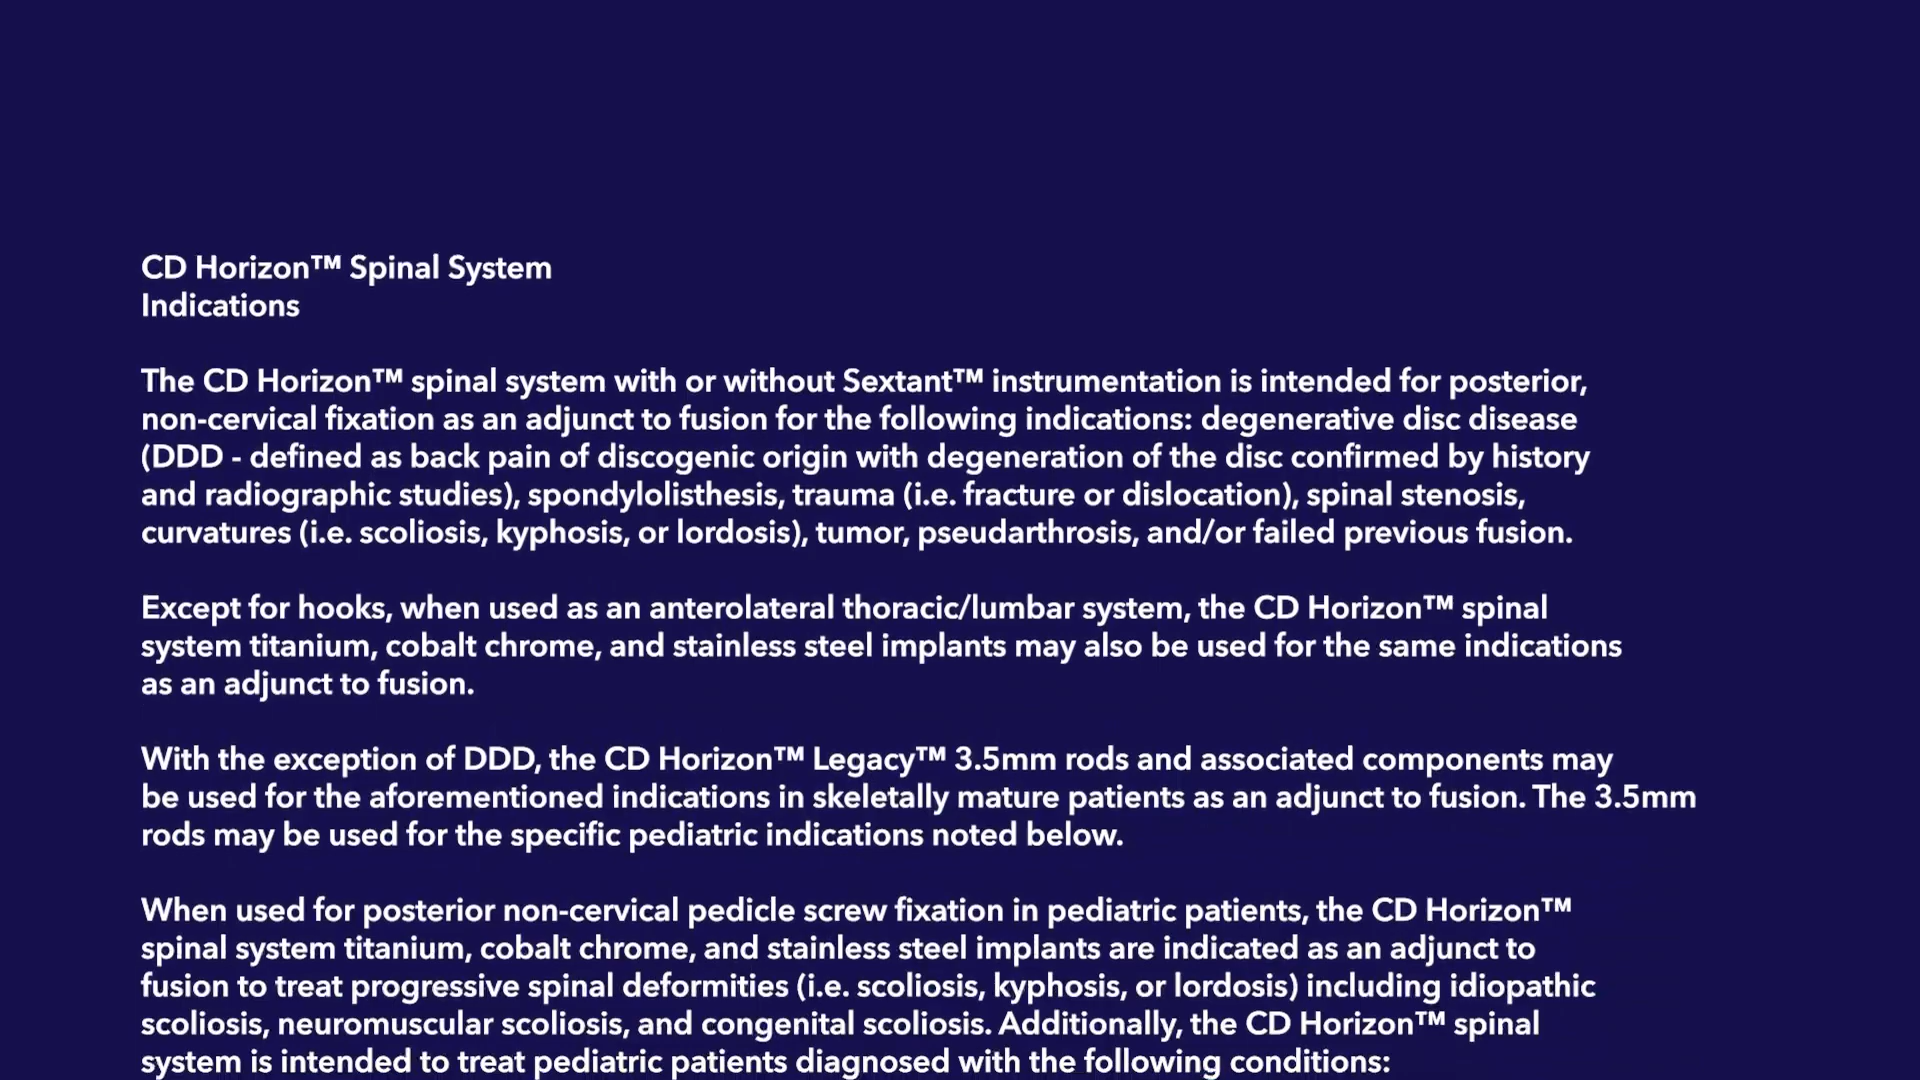 CD Horizon™ Spinal System
Indications
The CD Horizon™ spinal system with or without Sextant™ instrumentation is intended for posterior,
non-cervical fixation as an adjunct to fusion for the following indications: degenerative disc disease
(DDD - defined as back pain of discogenic origin with degeneration of the disc confirmed by history
and radiographic studies), spondylolisthesis, trauma (i.e. fracture or dislocation), spinal stenosis,
curvatures (i.e. scoliosis, kyphosis, or lordosis), tumor, pseudarthrosis, and/or failed previous fusion.
Except for hooks, when used as an anterolateral thoracic/lumbar system, the CD Horizon™ spinal
system titanium, cobalt chrome, and stainless steel implants may also be used for the same indications
as an adjunct to fusion.
With the exception of DDD, the CD Horizon™ Legacy™ 3.5mm rods and associated components may
be used for the aforementioned indications in skeletally mature patients as an adjunct to fusion. The 3.5mm
rods may be used for the specific pediatric indications noted below.
When used for posterior non-cervical pedicle screw fixation in pediatric patients, the CD Horizon™
spinal system titanium, cobalt chrome, and stainless steel implants are indicated as an adjunct to
fusion to treat progressive spinal deformities (i.e. scoliosis, kyphosis, or lordosis) including idiopathic
scoliosis, neuromuscular scoliosis, and congenital scoliosis. Additionally, the CD Horizon™ spinal
system is intended to treat pediatric patients diagnosed with the following conditions: